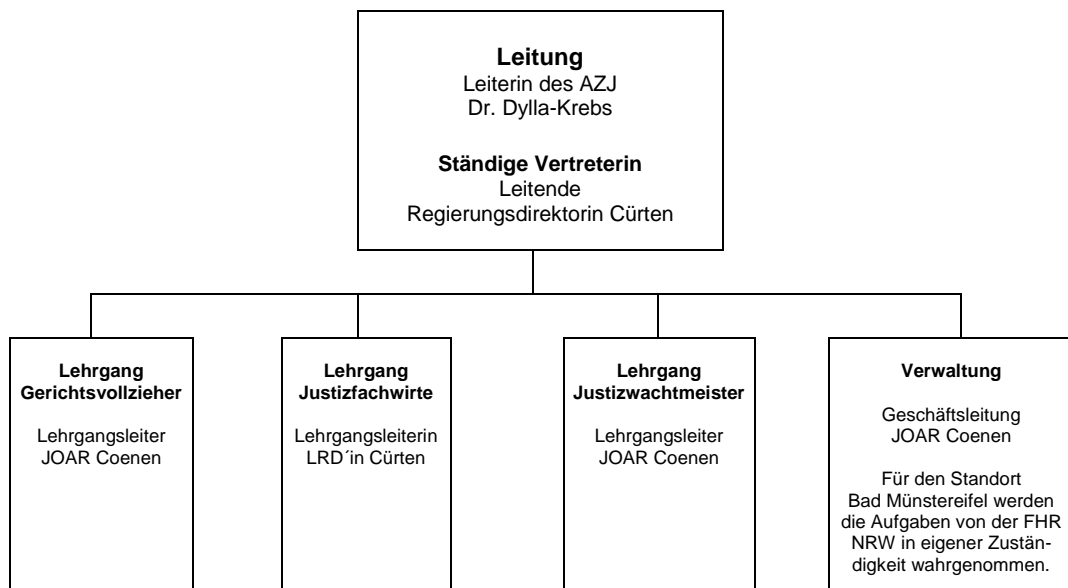 Leitung
Leiterin des AZJ
Dr. Dylla-Krebs
Ständige Vertreterin
Leitende
Regierungsdirektorin Cürten
Lehrgang
Gerichtsvollzieher
Lehrgangsleiter
JOAR Coenen
Lehrgang
Justizfachwirte
Lehrgangsleiterin
LRD´in Cürten
Lehrgang
Justizwachtmeister
Lehrgangsleiter
JOAR Coenen
Verwaltung
Geschäftsleitung
JOAR Coenen
Für den Standort
Bad Münstereifel werden
die Aufgaben von der FHR
NRW in eigener Zustän-
digkeit wahrgenommen.